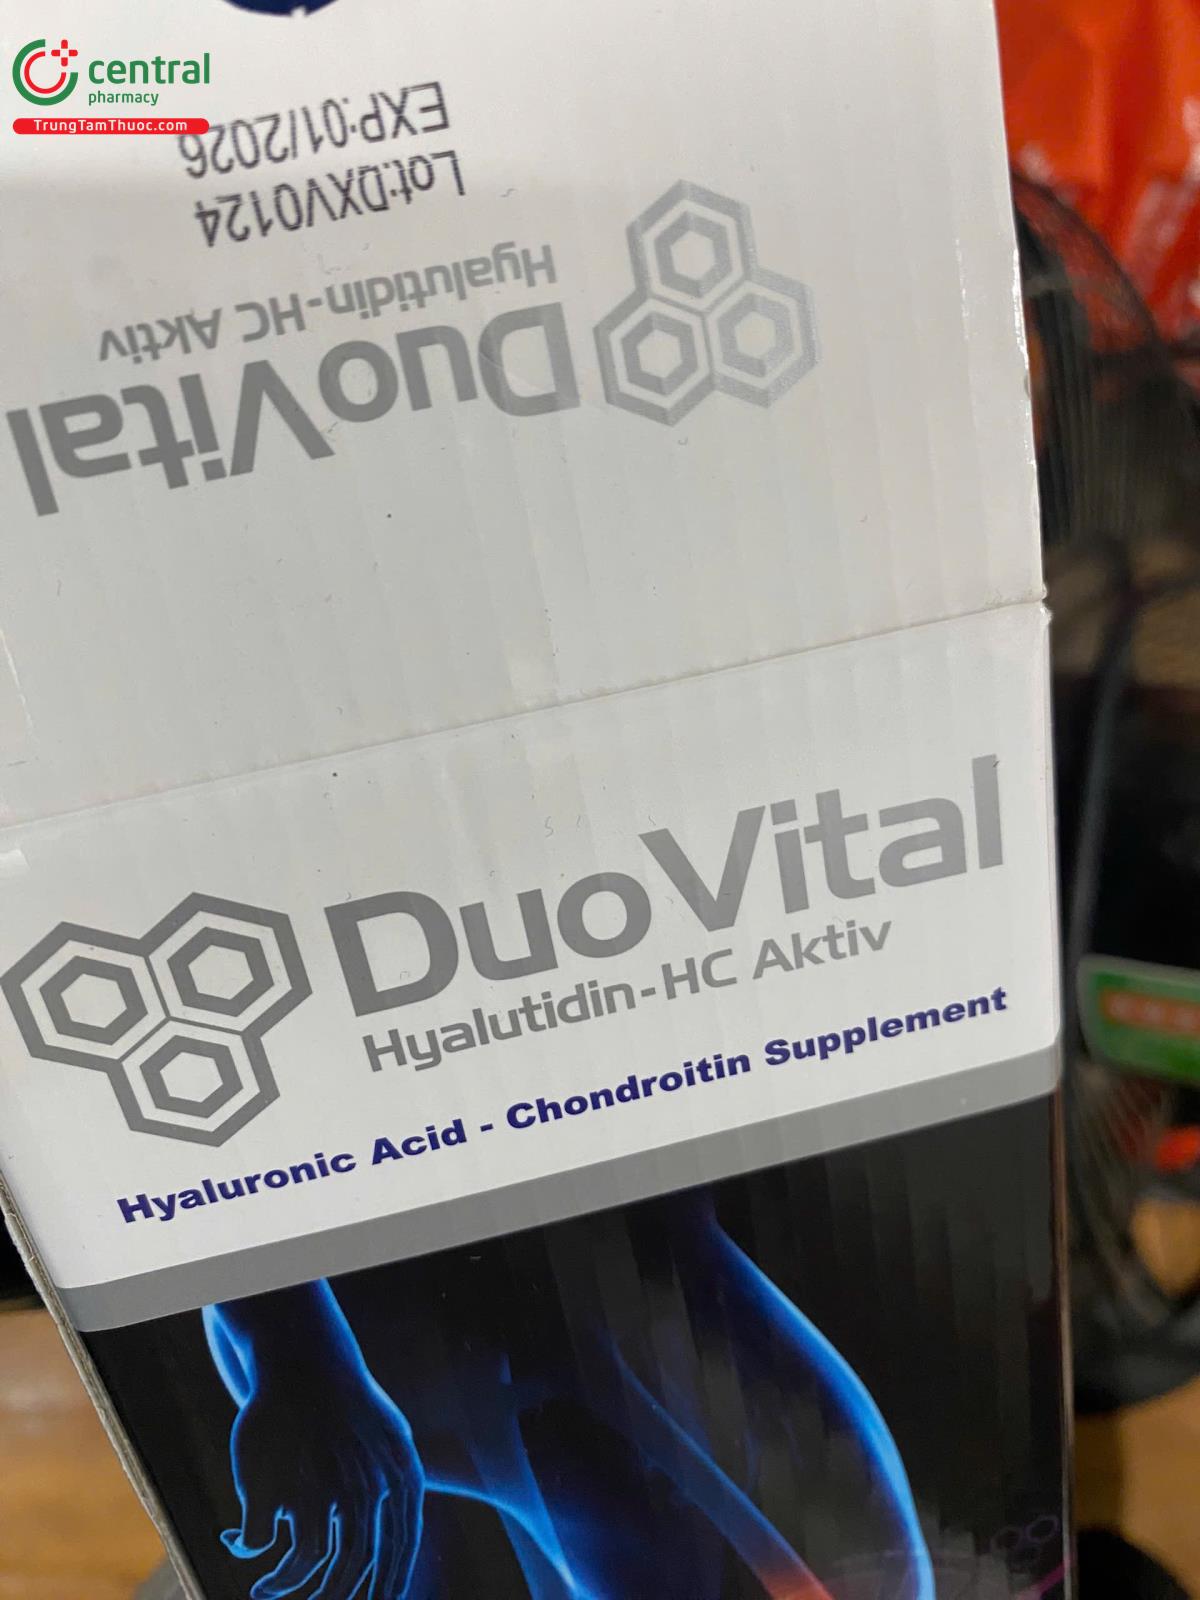 central
pharmacy
TrungTamThuoc.com
Lot:DXV0124
EXP:01/2026
DuoVital
Hyalutidin-HC Aktiv
DuoVital
Hyalutidin-HC Aktiv
Hyaluronic Acid - Chondroitin Supplement